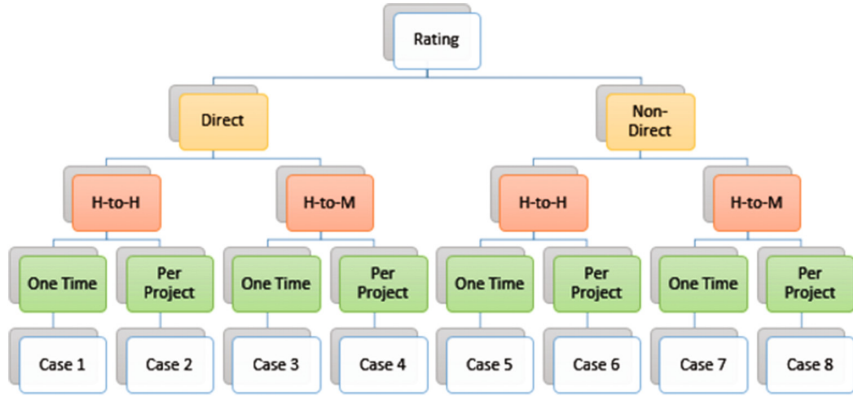 Rating
Direct
Non-
Direct
H-to-H
H-to-M
H-to-H
H-to-M
One Time
Per
Project
One Time
Per
Project
One Time
Per
Project
One Time
Per
Project
Case 1
Case 2
Case 3
Case 4
Case 5
Case 6
Case 7
Case 8